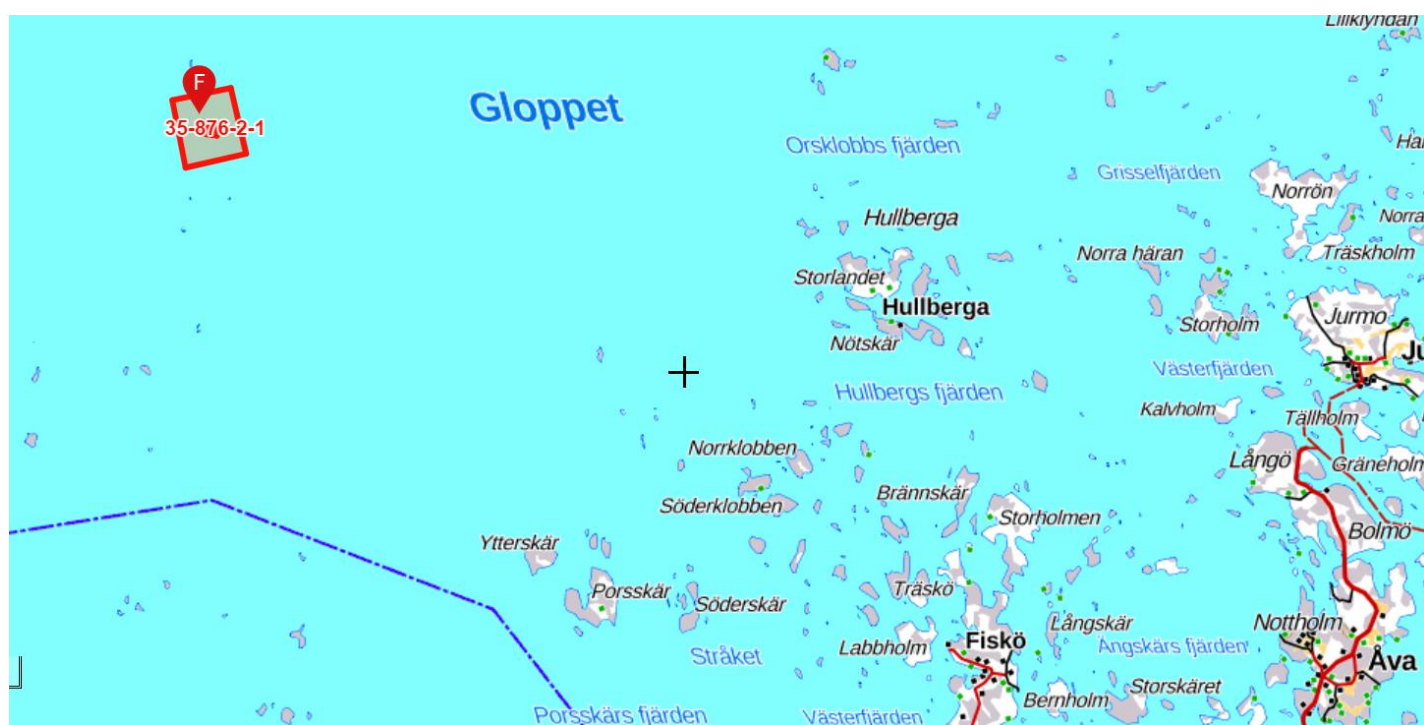 Lillklyndan
F
Gloppet
35-876-2-1
Orsklobbs fjärden
Grisselfjärden
Norrön
Hullberga
Norra
Norra häran
Träskholm
Storlandet
Hullberga
Jurmo
Storholm
Nötskär
Västerfjärden
Hullbergs fjärden
Kalvholm
Tällholm
Norrklobben
Långö
Gräneholm
Brännskär
Söderklobben
Storholmen
Bolmö
Ytterskär
Träskö
Porsskär
Söderskär
Långskär
Nottholm
Fiskö
Labbholm
Ängskärs fjärden
Stråket
Åva
Storskäret
Bernholm
Porsskärs fjärden
Västerfjärden